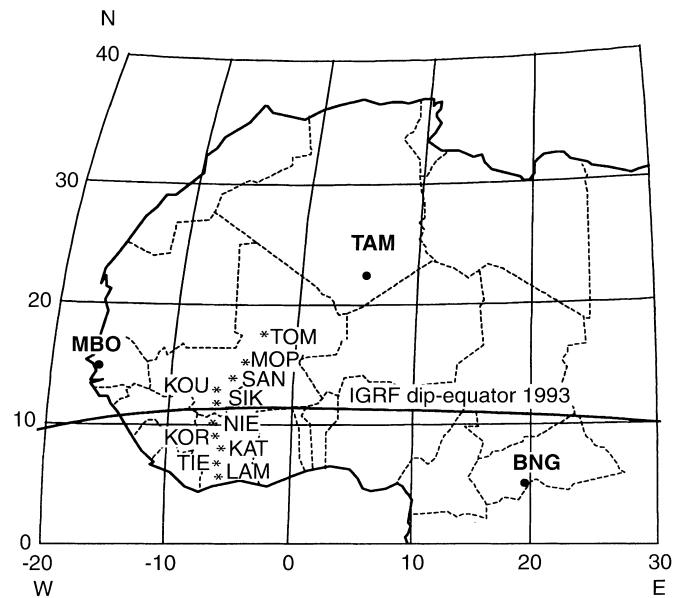 N
40
30
TAM
20
*TOM
MBO
*MOP
*SAN
KOU *
*SIK
IGRF dip-equator 1993
10
*NIE
KOR*
*KAT
TIE *
*LAM
BNG
0
-20 -10 0 10 20 30
W E